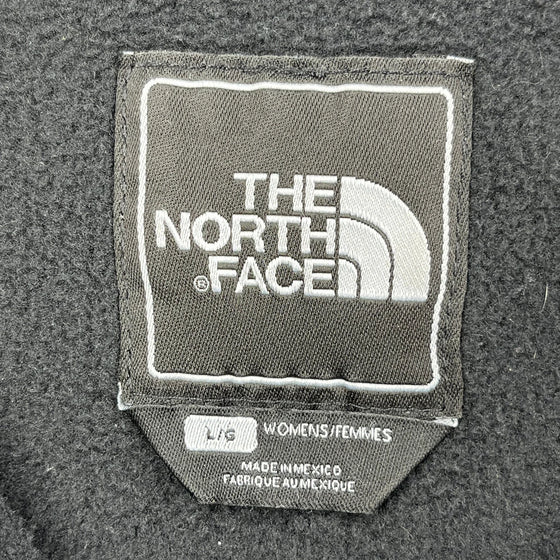 THE
NORTH
® FACE
L/G WOMENS/FEMMES
MADE IN MEXICO
FABRIQUE AU MEXIQUE